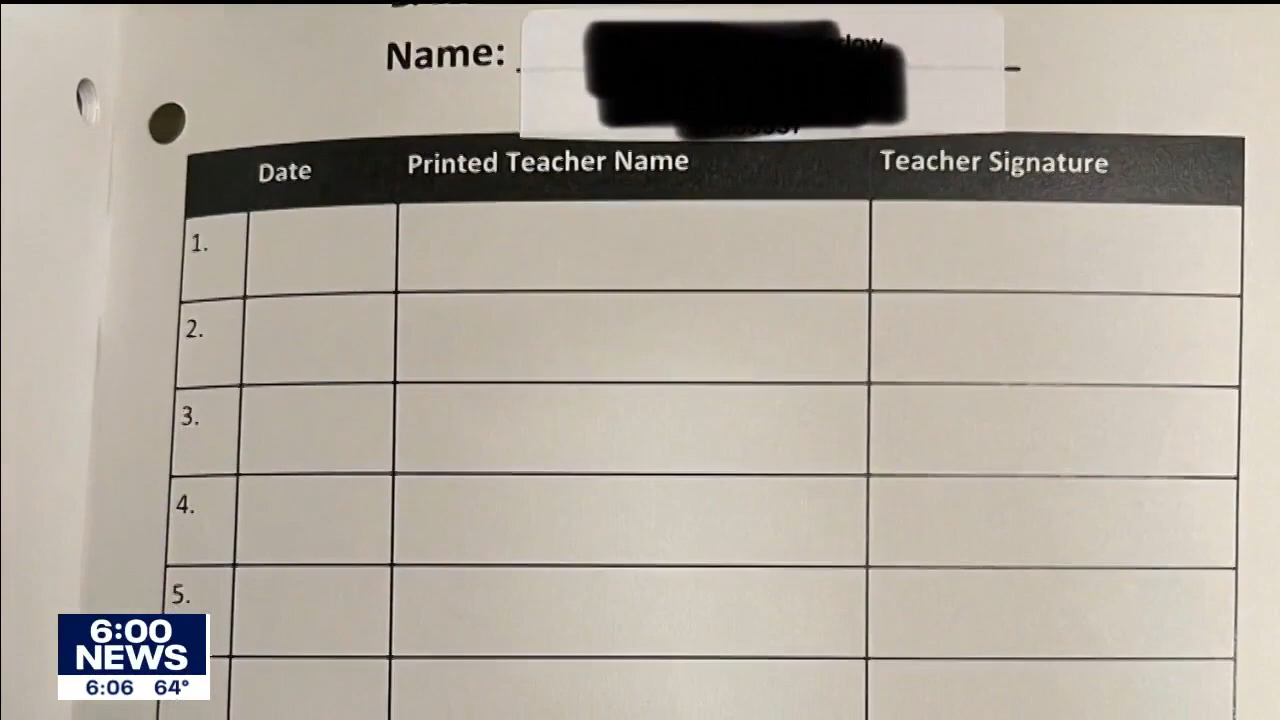 Name:
Date Printed Teacher Name Teacher Signature
1.
2.
3.
4.
5.
6:00
NEWS
6:06 64°